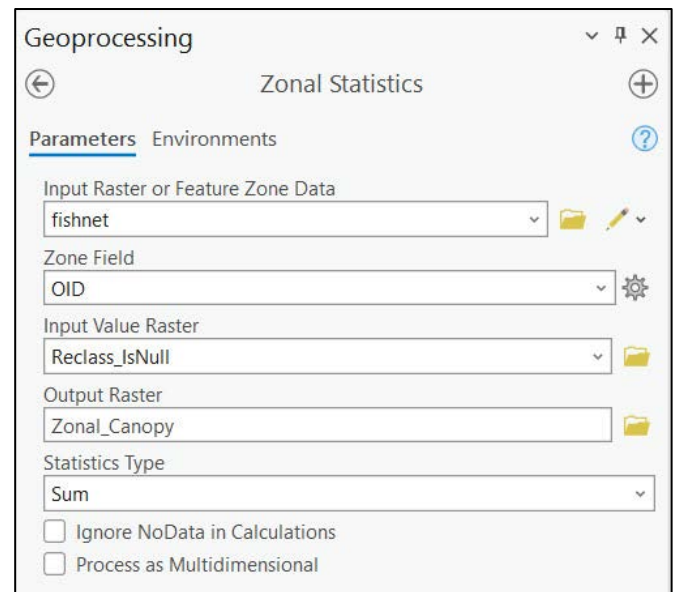 Geoprocessing
Zonal Statistics
Parameters Environments
Input Raster or Feature Zone Data
fishnet
Zone Field
OID
Input Value Raster
Reclass_IsNull
Output Raster
Zonal_Canopy
Statistics Type
Sum
Ignore NoData in Calculations
Process as Multidimensional